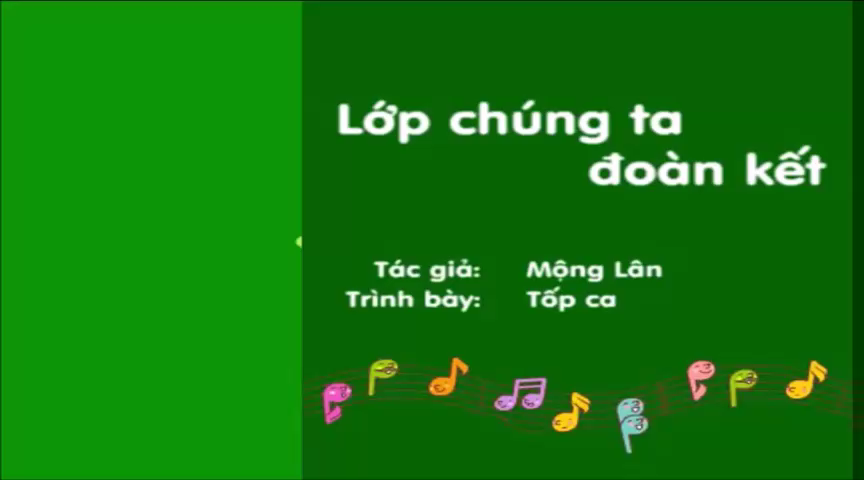 Lớp chúng ta
đoàn kết
Tác giả: Mộng Lân
Trình bày: Tốp ca